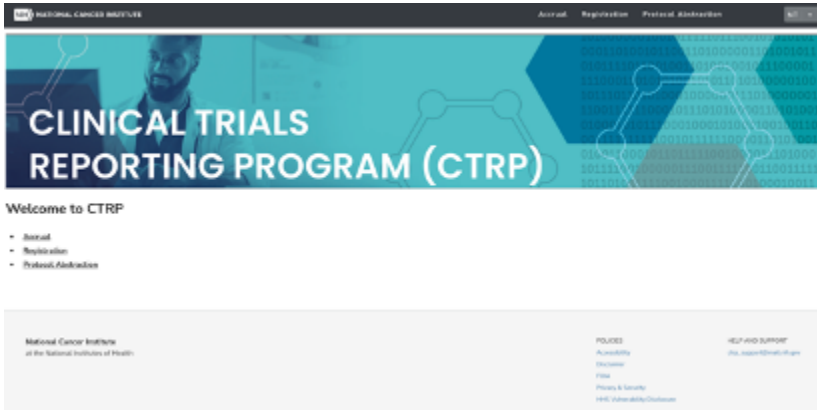 NIH NATIONAL CANCER INSTITUTE
Accrual Registration Protocol Abstraction
CLINICAL TRIALS
REPORTING PROGRAM (CTRP)
Welcome to CTRP
Accrual
Registration
Protocol Abstraction
National Cancer Institute
at the National Institutes of Health
POLICIES
Accessibility
Disclaimer
FOIA
Privacy & Security
HHS Vulnerability Disclosure
HELP AND SUPPORT